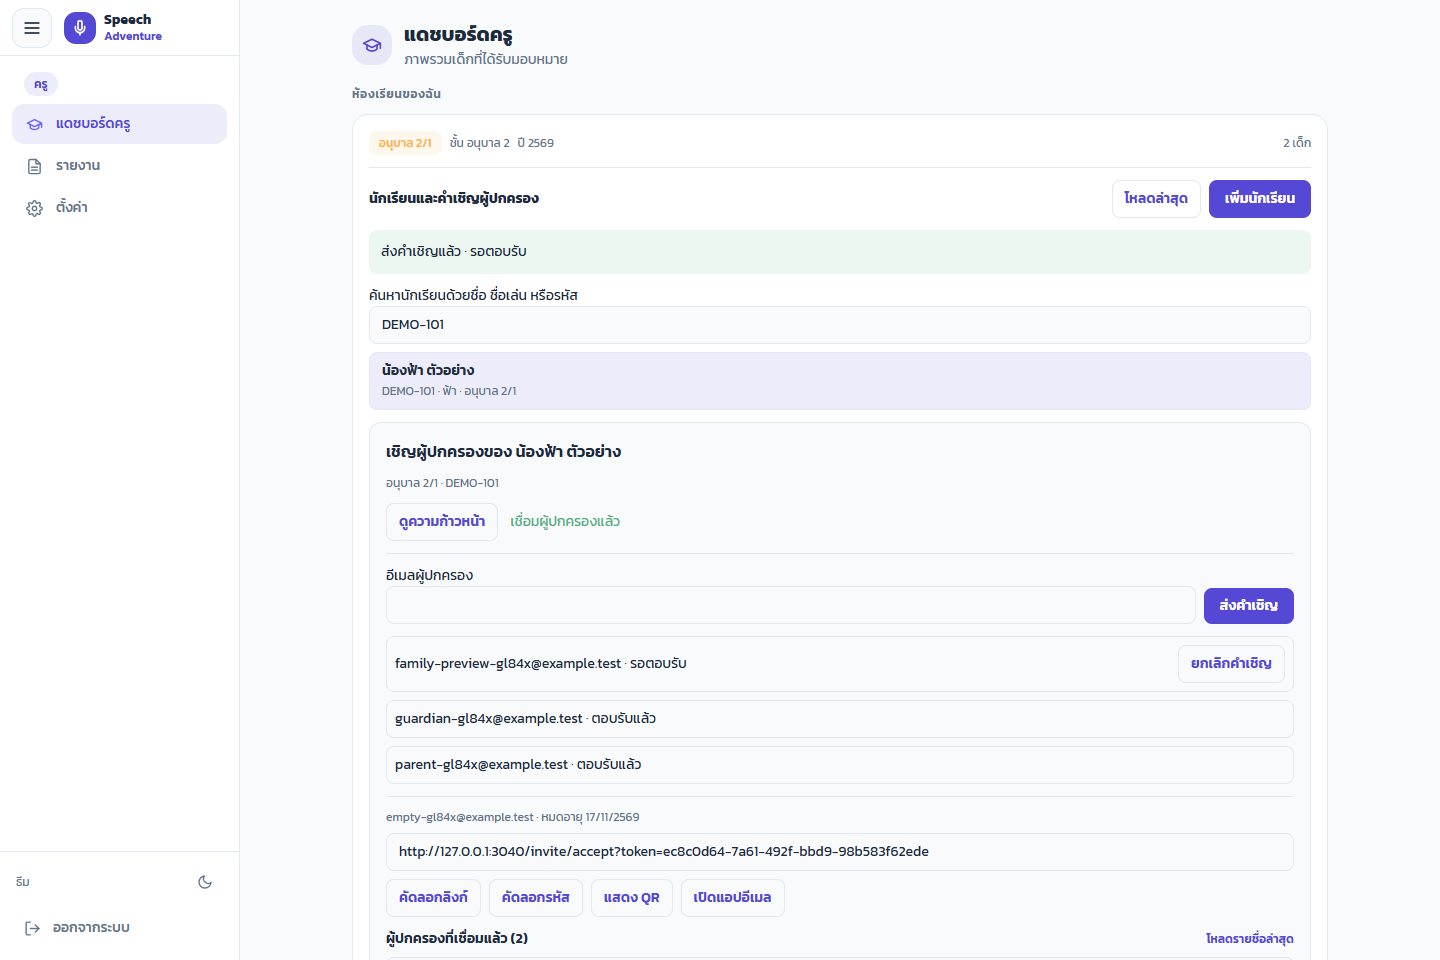 Speech
Adventure
ครู
แดชบอร์ดครู
รายงาน
ตั้งค่า
ธีม
ออกจากระบบ
แดชบอร์ดครู
ภาพรวมเด็กที่ได้รับมอบหมาย
ห้องเรียนของฉัน
อนุบาล 2/1 ชั้น อนุบาล 2 ปี 2569 2 เด็ก
นักเรียนและคำเชิญผู้ปกครอง โหลดล่าสุด เพิ่มนักเรียน
ส่งคำเชิญแล้ว · รอตอบรับ
ค้นหานักเรียนด้วยชื่อ ชื่อเล่น หรือรหัส
DEMO-101
น้องฟ้า ตัวอย่าง
DEMO-101 · ฟ้า · อนุบาล 2/1
เชิญผู้ปกครองของ น้องฟ้า ตัวอย่าง
อนุบาล 2/1 · DEMO-101
ดูความก้าวหน้า เชื่อมผู้ปกครองแล้ว
อีเมลผู้ปกครอง
ส่งคำเชิญ
family-preview-gl84x@example.test · รอตอบรับ ยกเลิกคำเชิญ
guardian-gl84x@example.test · ตอบรับแล้ว
parent-gl84x@example.test · ตอบรับแล้ว
empty-gl84x@example.test · หมดอายุ 17/11/2569
http://127.0.0.1:3040/invite/accept?token=ec8c0d64-7a61-492f-bbd9-98b583f62ede
คัดลอกลิงก์ คัดลอกรหัส แสดง QR เปิดแอปอีเมล
ผู้ปกครองที่เชื่อมแล้ว (2) โหลดรายชื่อล่าสุด